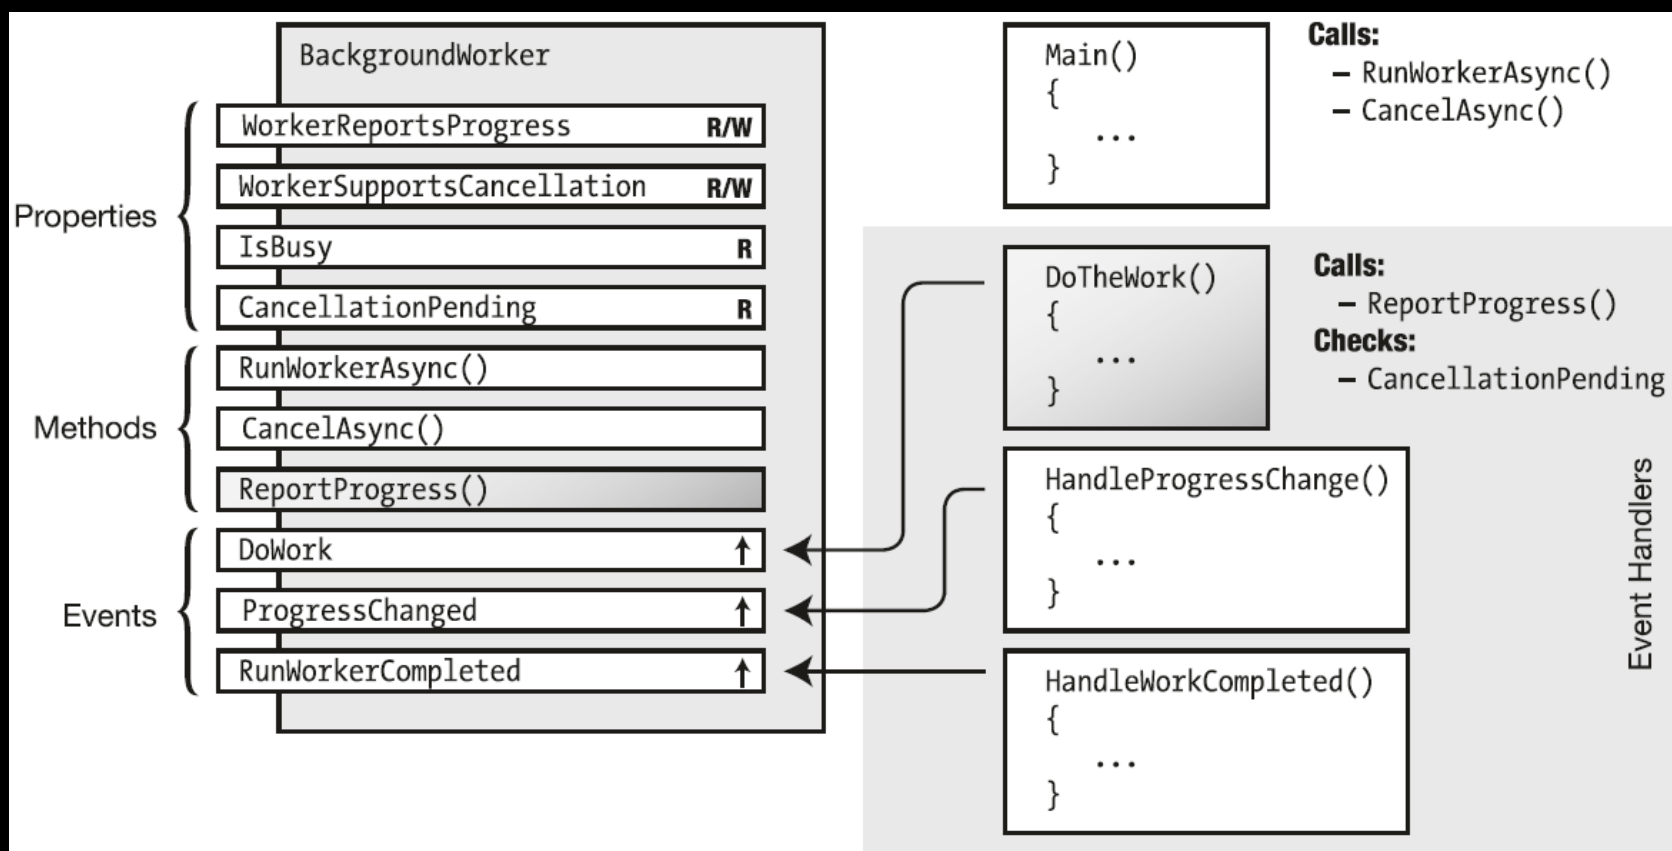 BackgroundWorker
Properties
WorkerReportsProgress R/W
WorkerSupportsCancellation R/W
IsBusy R
CancellationPending R
Methods
RunWorkerAsync()
CancelAsync()
ReportProgress()
Events
DoWork ↑
ProgressChanged ↑
RunWorkerCompleted ↑
Main()
{
...
}
Calls:
– RunWorkerAsync()
– CancelAsync()
DoTheWork()
{
...
}
Calls:
– ReportProgress()
Checks:
– CancellationPending
HandleProgressChange()
{
...
}
HandleWorkCompleted()
{
...
}
Event Handlers